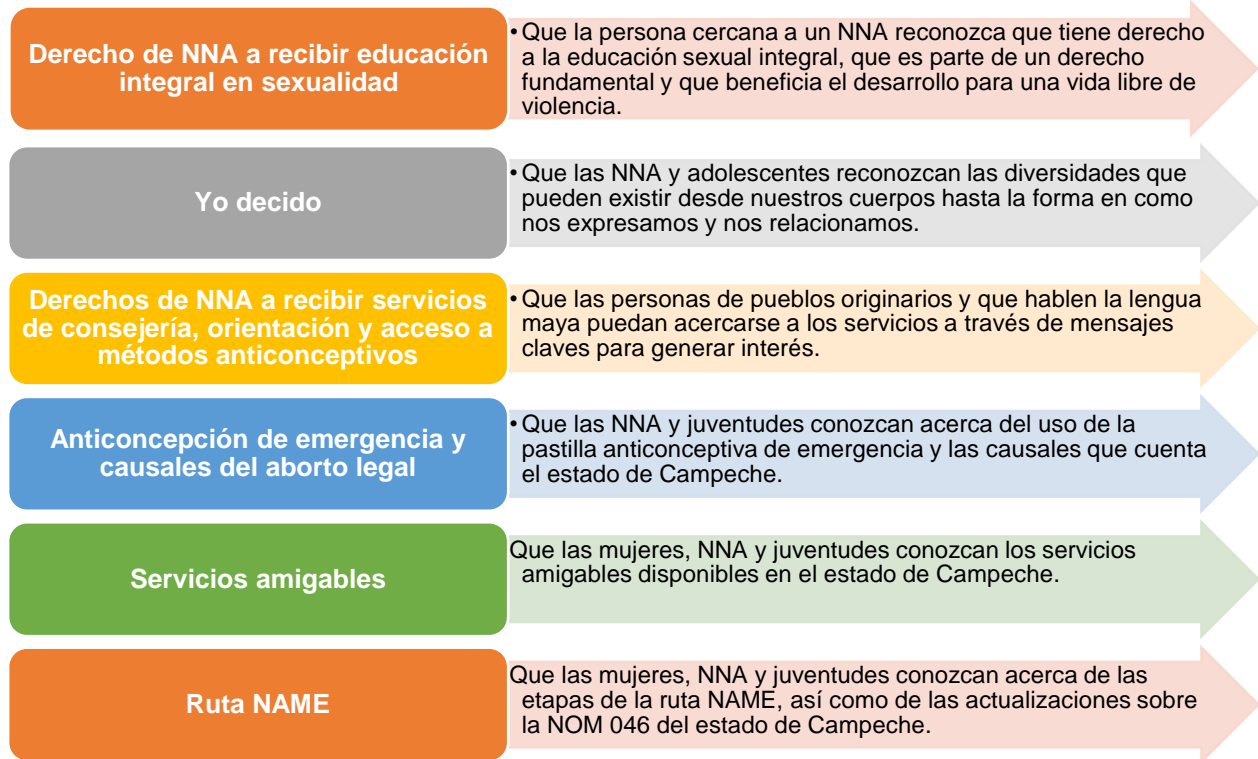 Derecho de NNA a recibir educación
integral en sexualidad
• Que la persona cercana a un NNA reconozca que tiene derecho
a la educación sexual integral, que es parte de un derecho
fundamental y que beneficia el desarrollo para una vida libre de
violencia.
Yo decido
• Que las NNA y adolescentes reconozcan las diversidades que
pueden existir desde nuestros cuerpos hasta la forma en como
nos expresamos y nos relacionamos.
Derechos de NNA a recibir servicios
de consejería, orientación y acceso a
métodos anticonceptivos
• Que las personas de pueblos originarios y que hablen la lengua
maya puedan acercarse a los servicios a través de mensajes
claves para generar interés.
Anticoncepción de emergencia y
causales del aborto legal
• Que las NNA y juventudes conozcan acerca del uso de la
pastilla anticonceptiva de emergencia y las causales que cuenta
el estado de Campeche.
Servicios amigables
Que las mujeres, NNA y juventudes conozcan los servicios
amigables disponibles en el estado de Campeche.
Ruta NAME
Que las mujeres, NNA y juventudes conozcan acerca de las
etapas de la ruta NAME, así como de las actualizaciones sobre
la NOM 046 del estado de Campeche.